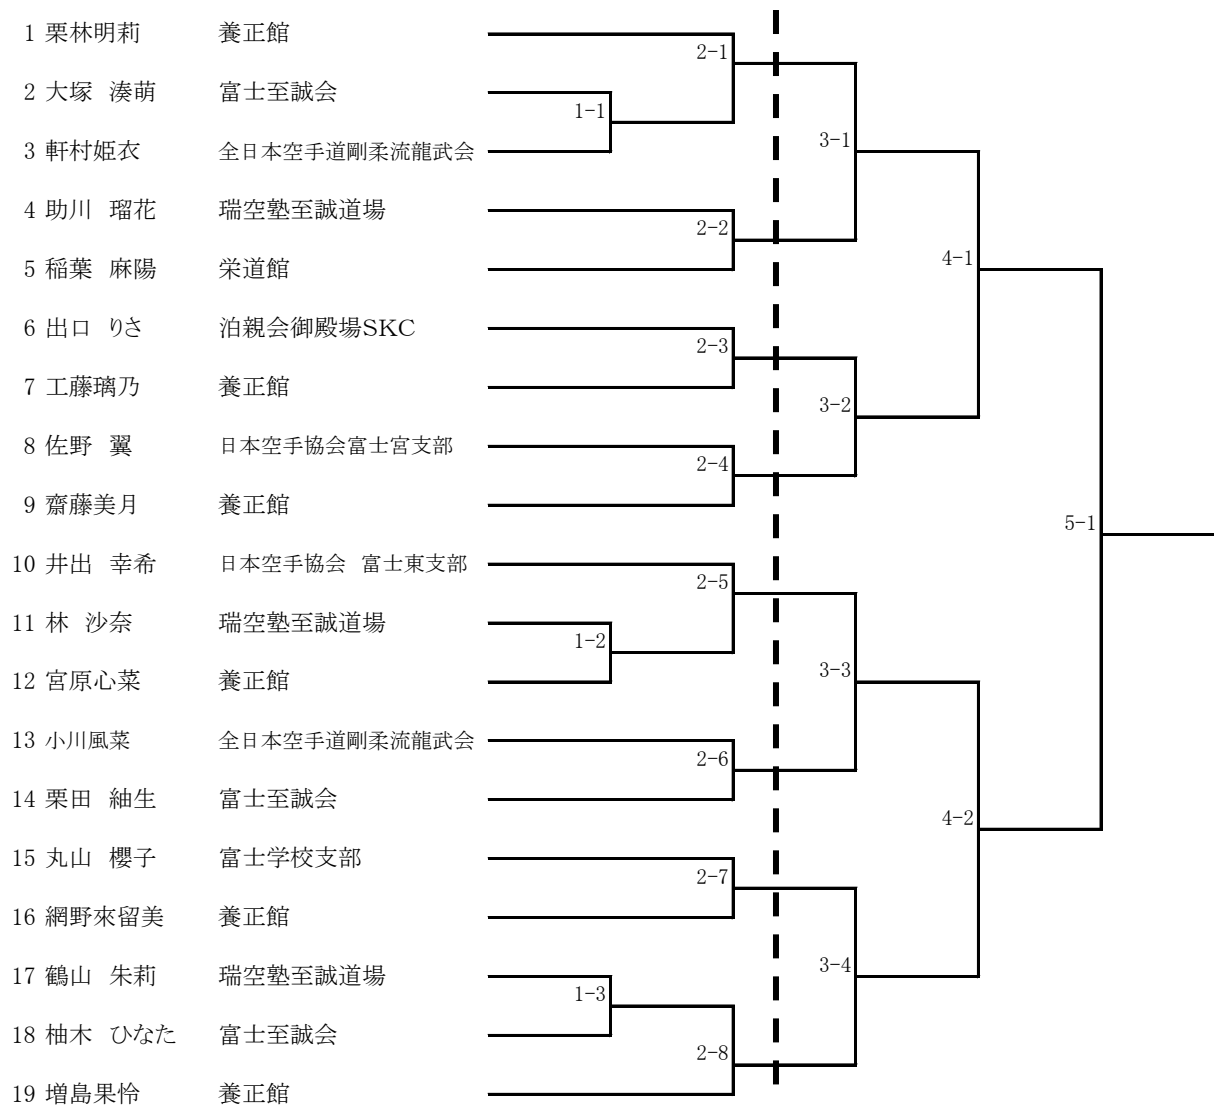 1 栗林明莉 養正館
2-1
2 大塚 湊萌 富士至誠会
1-1
3 軒村姫衣 全日本空手道剛柔流龍武会
3-1
4 助川 瑠花 瑞空塾至誠道場
2-2
5 稲葉 麻陽 栄道館
4-1
6 出口 りさ 泊親会御殿場SKC
2-3
7 工藤璃乃 養正館
3-2
8 佐野 翼 日本空手協会富士宮支部
2-4
9 齋藤美月 養正館
5-1
10 井出 幸希 日本空手協会 富士東支部
2-5
11 林 沙奈 瑞空塾至誠道場
1-2
12 宮原心菜 養正館
3-3
13 小川風菜 全日本空手道剛柔流龍武会
2-6
14 栗田 紬生 富士至誠会
4-2
15 丸山 櫻子 富士学校支部
2-7
16 網野來留美 養正館
3-4
17 鶴山 朱莉 瑞空塾至誠道場
1-3
18 柚木 ひなた 富士至誠会
2-8
19 増島果怜 養正館